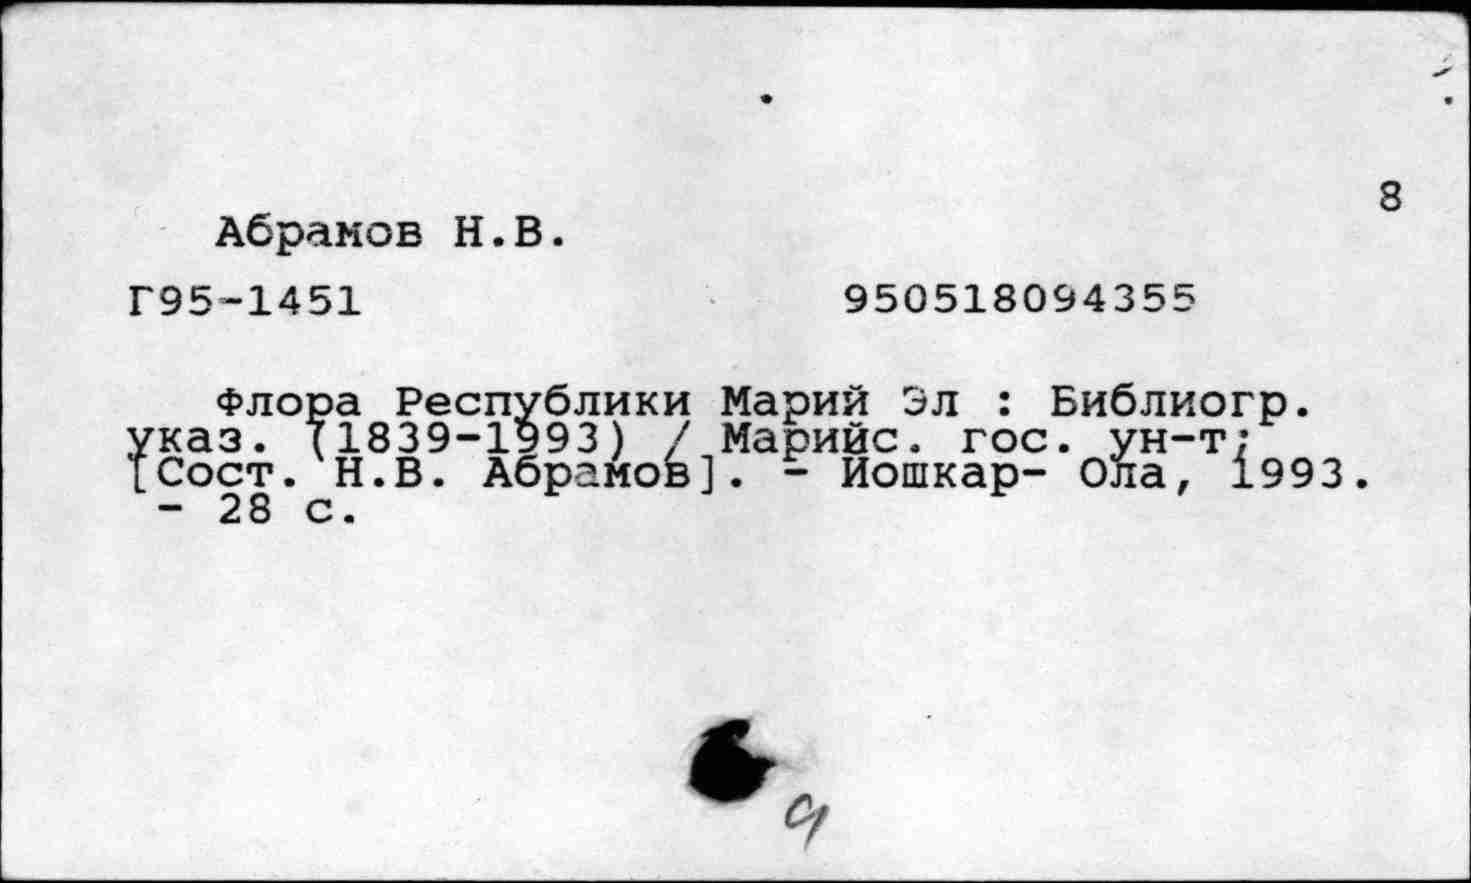 8
Абрамов Н.В.
Г95-1451 950518094355
Флора Республики Марий Эл : Библиогр.
указ. (1839-1993) / Марийс. гос. ун-т;
[Сост. Н.В. Абрамов]. - Йошкар- Ола, 1993.
- 28 с.